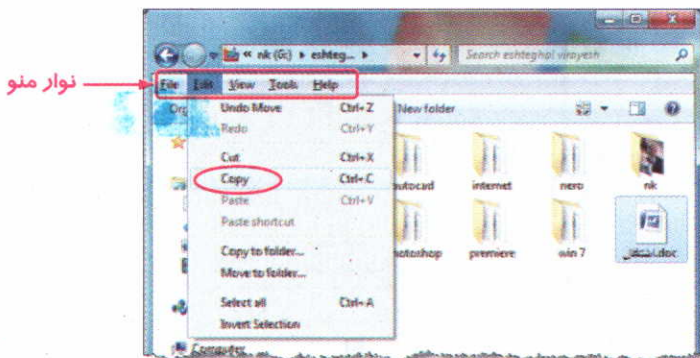 « nk (G:) ▸ eshteg... ▸ Search eshteghal virayesh
نوار منو
File Edit View Tools Help
New folder
Undo Move Ctrl+Z
Redo Ctrl+Y
Cut Ctrl+X
Copy Ctrl+C
Paste Ctrl+V
Paste shortcut
Copy to folder...
Move to folder...
Select all Ctrl+A
Invert Selection
autocad internet nero nk
photoshop premiere win 7 اشتغال.doc
Computer